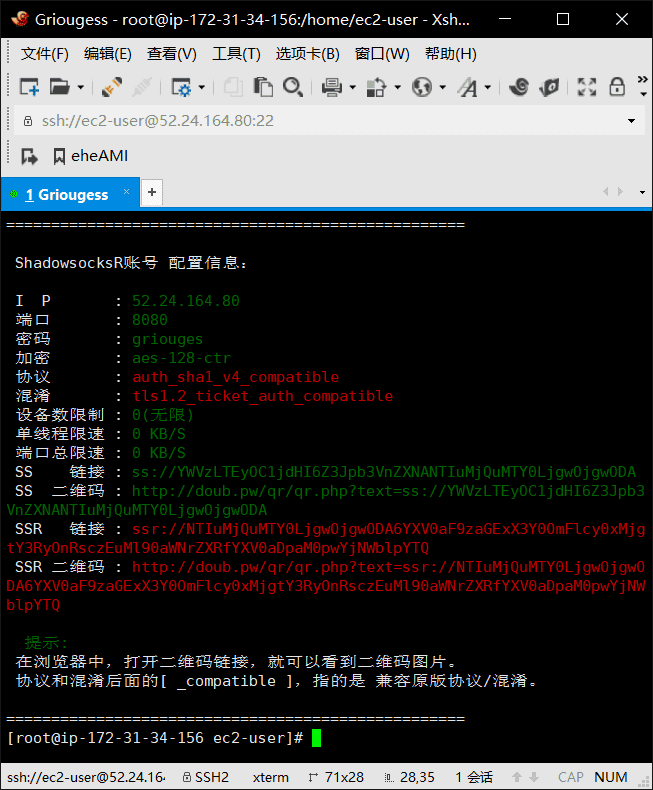 Griougess - root@ip-172-31-34-156:/home/ec2-user - Xsh...
文件(F) 编辑(E) 查看(V) 工具(T) 选项卡(B) 窗口(W) 帮助(H)
ssh://ec2-user@52.24.164.80:22
eheAMI
1 Griougess × +
===================================================
ShadowsocksR账号 配置信息:
I P : 52.24.164.80
端口 : 8080
密码 : griouges
加密 : aes-128-ctr
协议 : auth_sha1_v4_compatible
混淆 : tls1.2_ticket_auth_compatible
设备数限制 : 0(无限)
单线程限速 : 0 KB/S
端口总限速 : 0 KB/S
SS 链接 : ss://YWVzLTEyOC1jdHI6Z3Jpb3VnZXNANTIuMjQuMTY0LjgwOjgwODA
SS 二维码 : http://doub.pw/qr/qr.php?text=ss://YWVzLTEyOC1jdHI6Z3Jpb3
VnZXNANTIuMjQuMTY0LjgwOjgwODA
SSR 链接 : ssr://NTIuMjQuMTY0LjgwOjgwODA6YXV0aF9zaGExX3Y0OmFlcy0xMjg
tY3RyOnRsczEuMl90aWNrZXRfYXV0aDpaM0pwYjNWblpYTQ
SSR 二维码 : http://doub.pw/qr/qr.php?text=ssr://NTIuMjQuMTY0LjgwOjgwO
DA6YXV0aF9zaGExX3Y0OmFlcy0xMjgtY3RyOnRsczEuMl90aWNrZXRfYXV0aDpaM0pwYjNW
blpYTQ
提示:
在浏览器中，打开二维码链接，就可以看到二维码图片。
协议和混淆后面的[ _compatible ]，指的是 兼容原版协议/混淆。
===================================================
[root@ip-172-31-34-156 ec2-user]#
ssh://ec2-user@52.24.16 SSH2 xterm 71x28 28,35 1 会话 CAP NUM